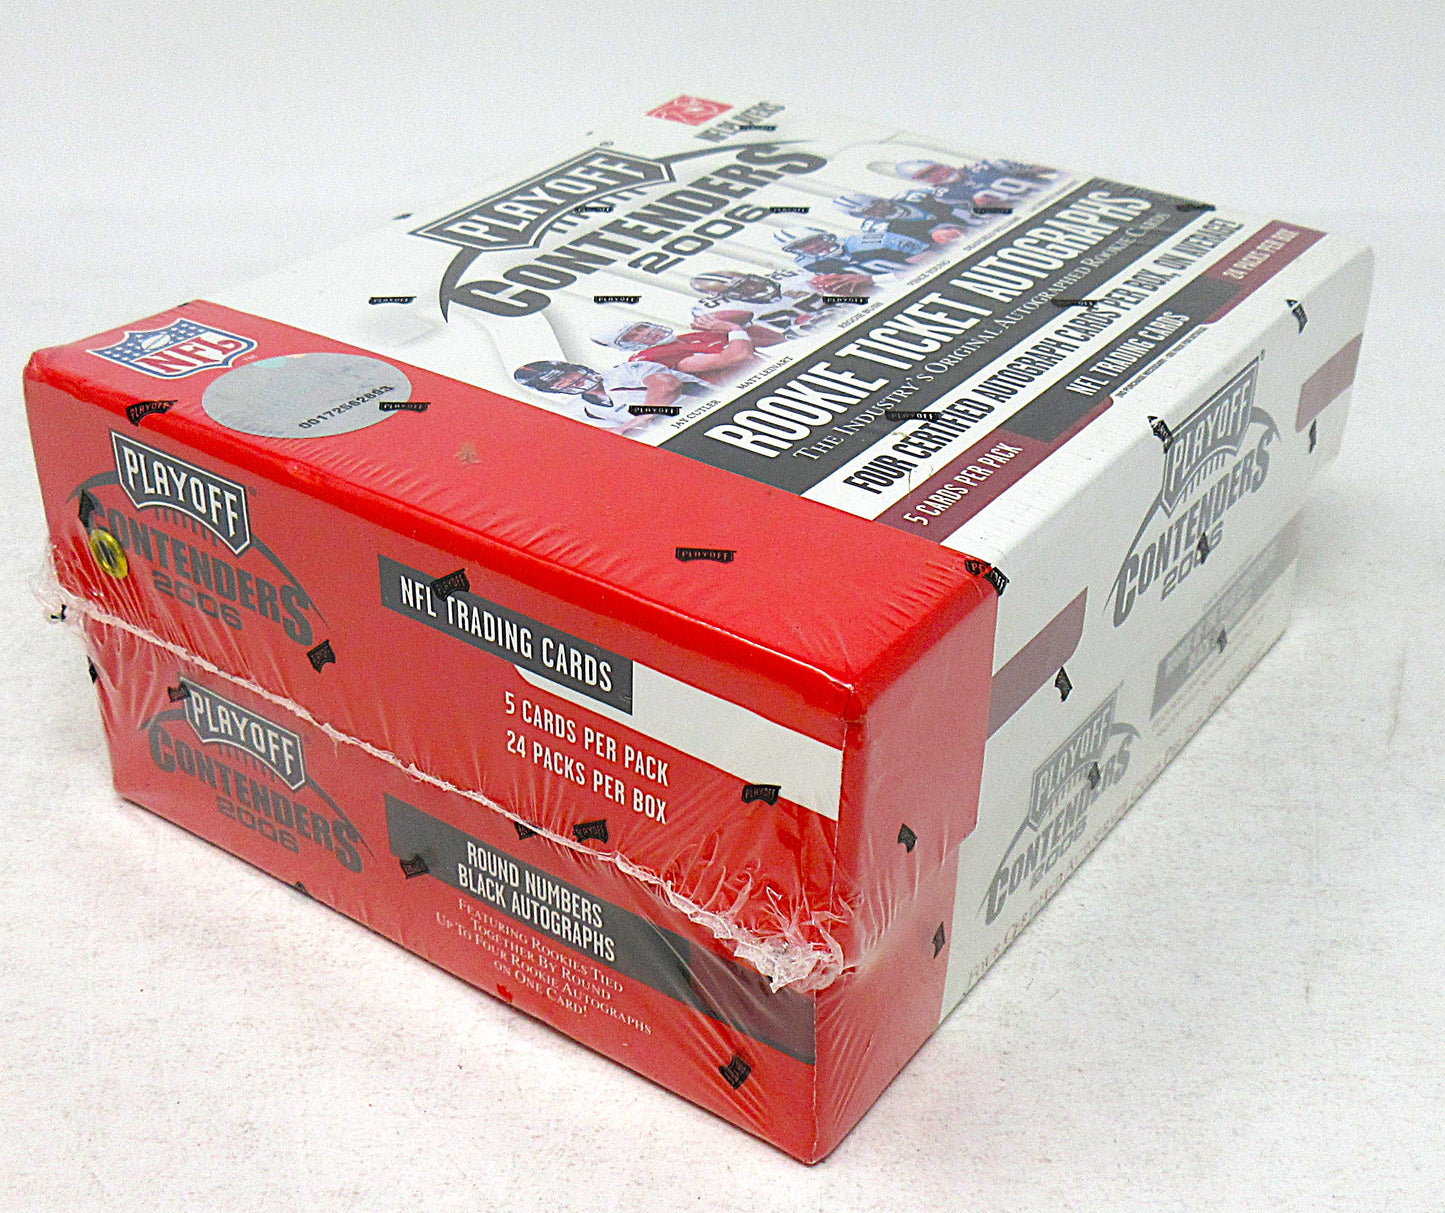 NFL PLAYERS
PLAYOFF
CONTENDERS
2006
JAY CUTLER
MATT LEINART
REGGIE BUSH
VINCE YOUNG
ROOKIE TICKET AUTOGRAPHS
THE INDUSTRY'S ORIGINAL AUTOGRAPHED ROOKIE CARDS
FOUR CERTIFIED AUTOGRAPH CARDS PER BOX, ON AVERAGE!
5 CARDS PER PACK
NFL TRADING CARDS
24 PACKS PER BOX
NFL
PLAYOFF
CONTENDERS
2006
NFL TRADING CARDS
5 CARDS PER PACK
24 PACKS PER BOX
PLAYOFF
CONTENDERS
2006
ROUND NUMBERS
BLACK AUTOGRAPHS
FEATURING ROOKIES TIED
TOGETHER BY ROUND
UP TO FOUR ROOKIE AUTOGRAPHS
ON ONE CARD!
PLAYOFF
CONTENDERS
2006
PLAYOFF
CONTENDERS
2006